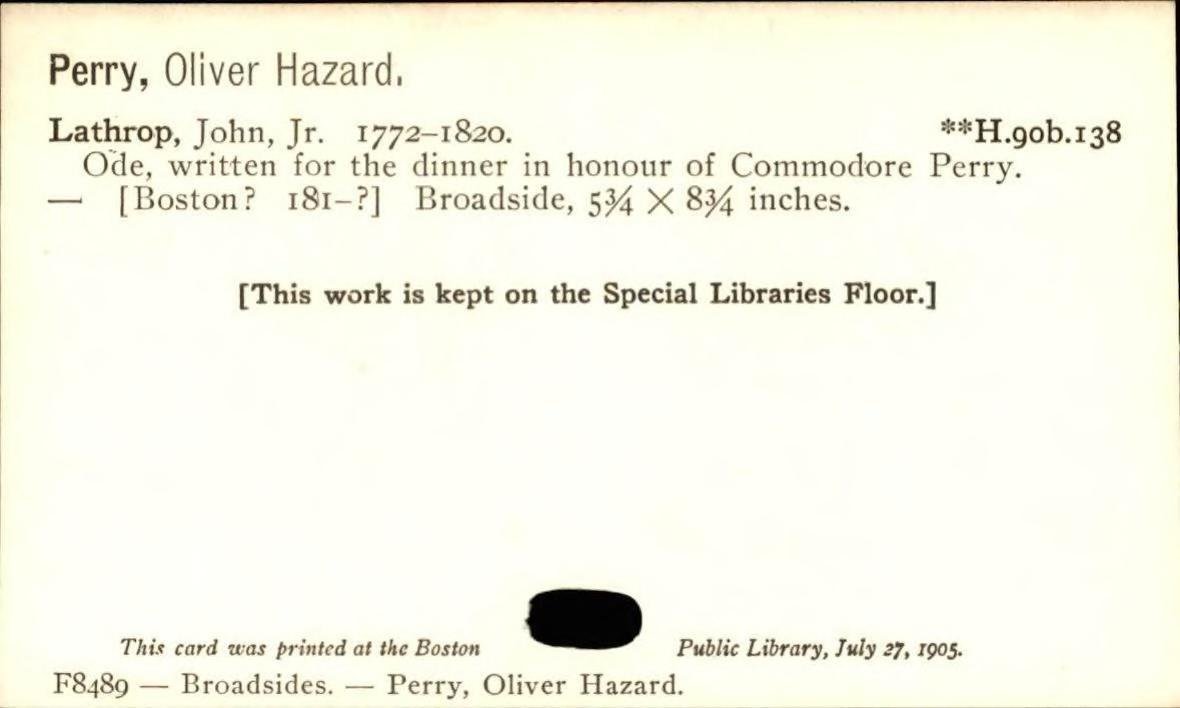 Perry, Oliver Hazard.
Lathrop, John, Jr. 1772–1820. **H.90b.138
Ode, written for the dinner in honour of Commodore Perry.
— [Boston? 181–?] Broadside, 5¾ × 8¾ inches.
[This work is kept on the Special Libraries Floor.]
This card was printed at the Boston Public Library, July 27, 1905.
F8489 — Broadsides. — Perry, Oliver Hazard.